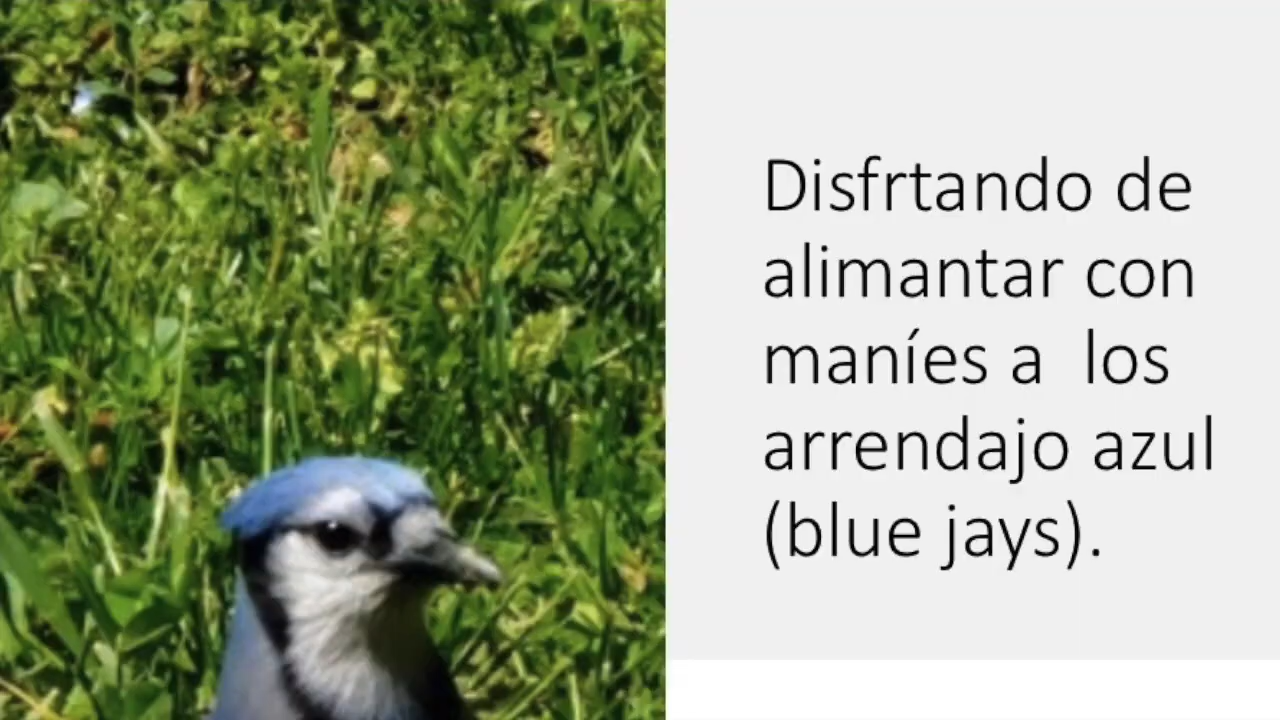 Disfrtando de
alimantar con
maníes a  los
arrendajo azul
(blue jays).